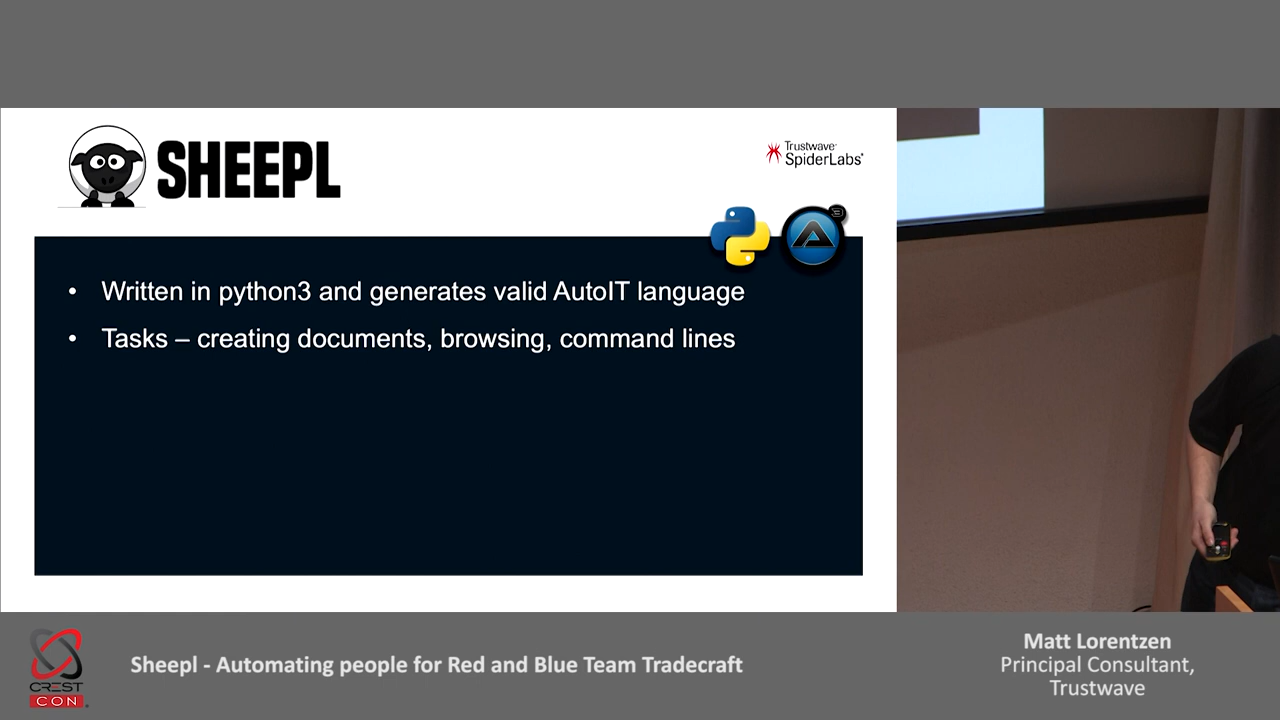 SHEEPL
Trustwave®
SpiderLabs®
• Written in python3 and generates valid AutoIT language
• Tasks – creating documents, browsing, command lines
CREST
CON
Sheepl - Automating people for Red and Blue Team Tradecraft
Matt Lorentzen
Principal Consultant,
Trustwave